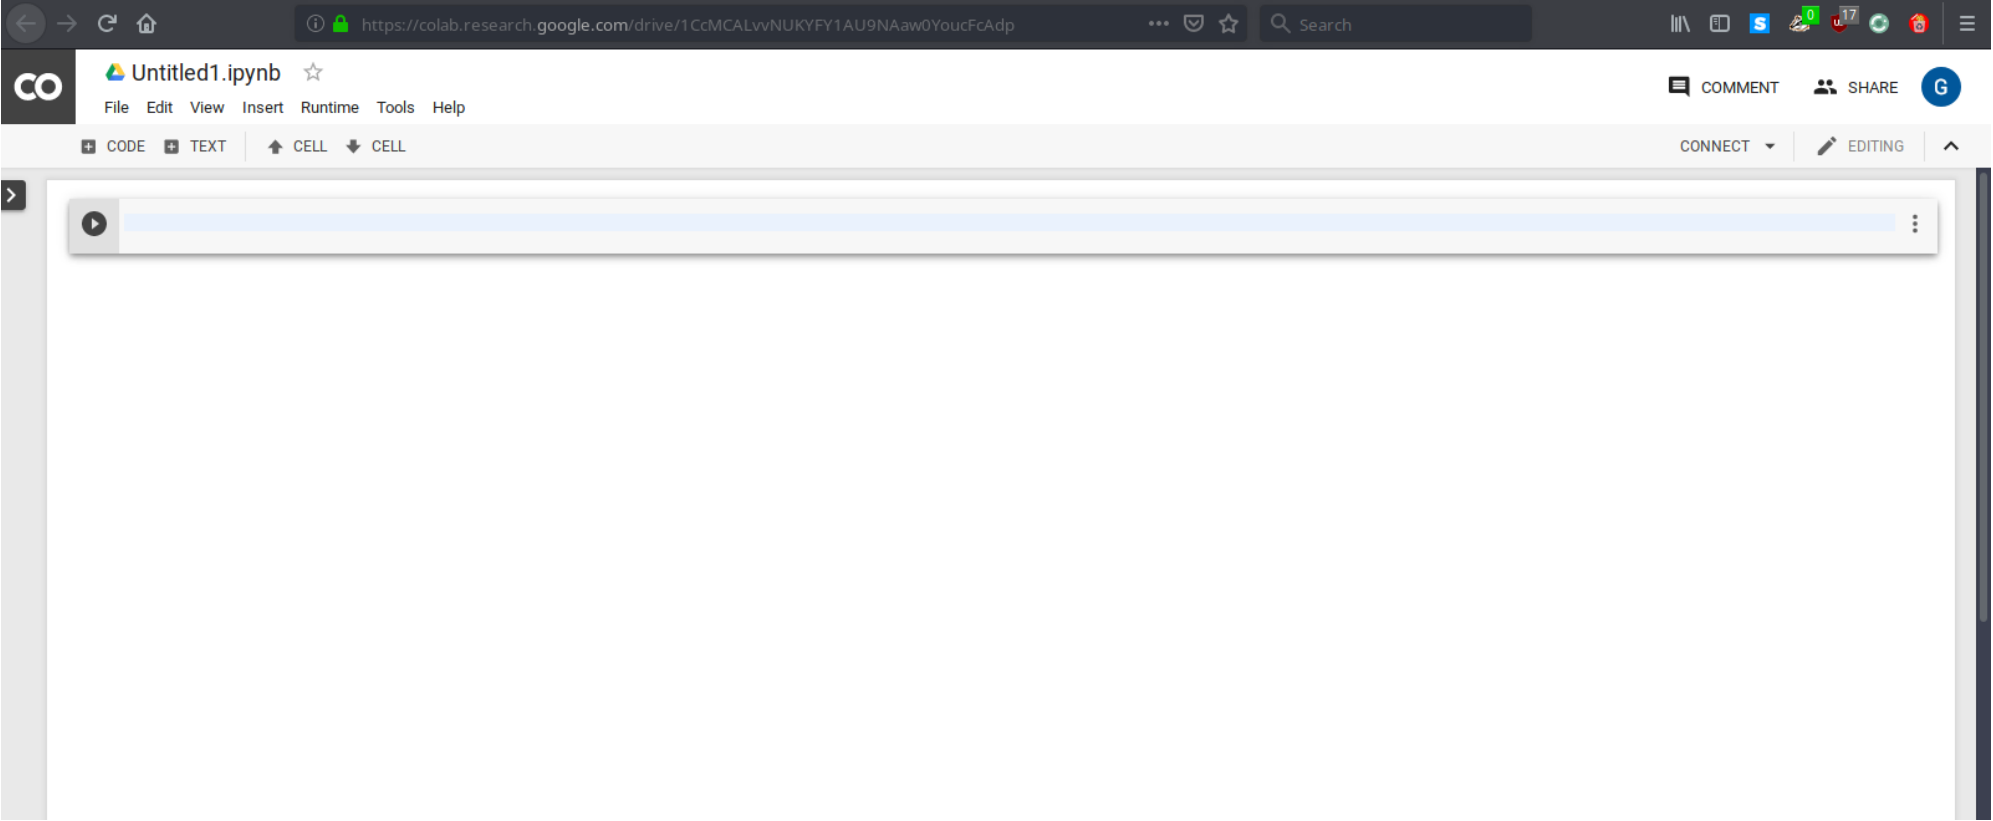 https://colab.research.google.com/drive/1CcMCALvvNUKYFY1AU9NAaw0YoucFcAdp
Search
S
0
17
CO
Untitled1.ipynb
COMMENT
SHARE
G
File Edit View Insert Runtime Tools Help
CODE TEXT CELL CELL
CONNECT
EDITING